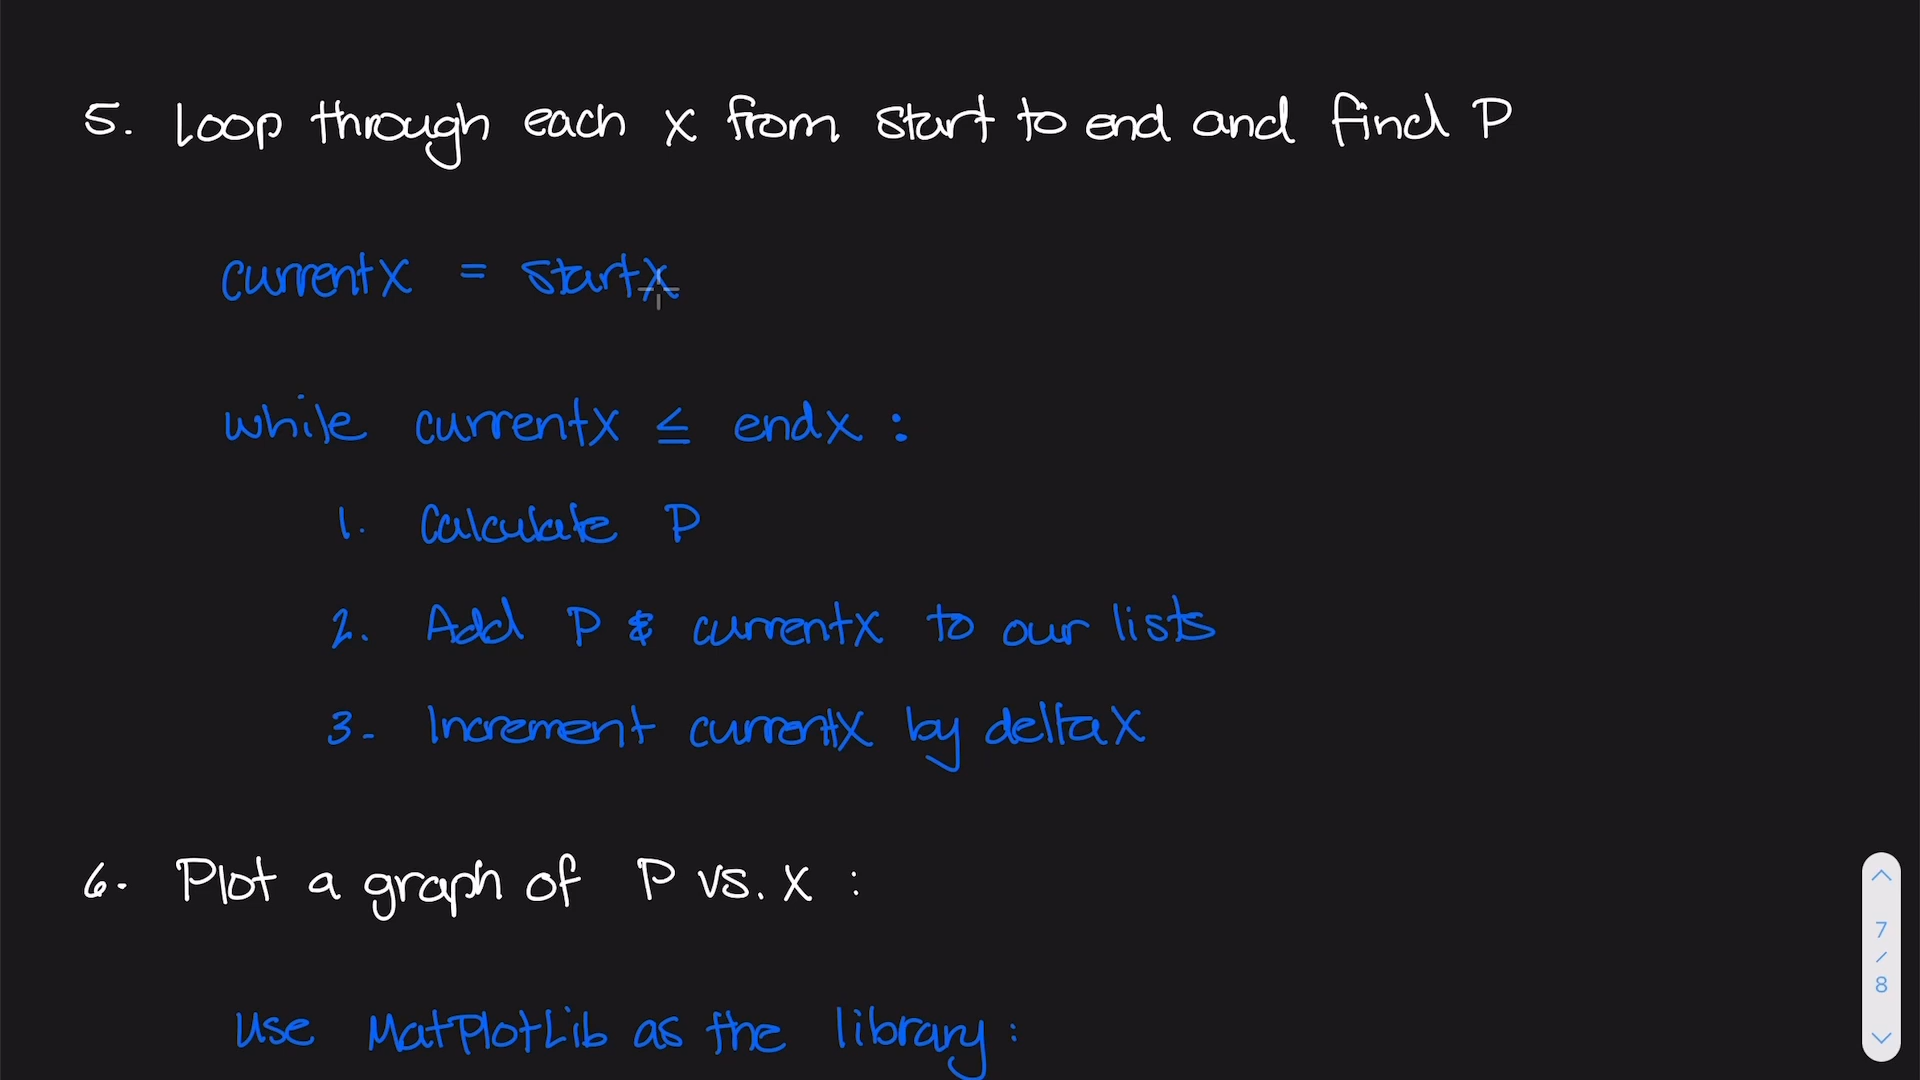 5. Loop through each x from start to end and find P
currentX = startX
while currentX ≤ endX :
1. Calculate P
2. Add P & currentX to our lists
3. Increment currentX by deltaX
6. Plot a graph of P vs. X :
Use MatPlotLib as the library :
7
/
8